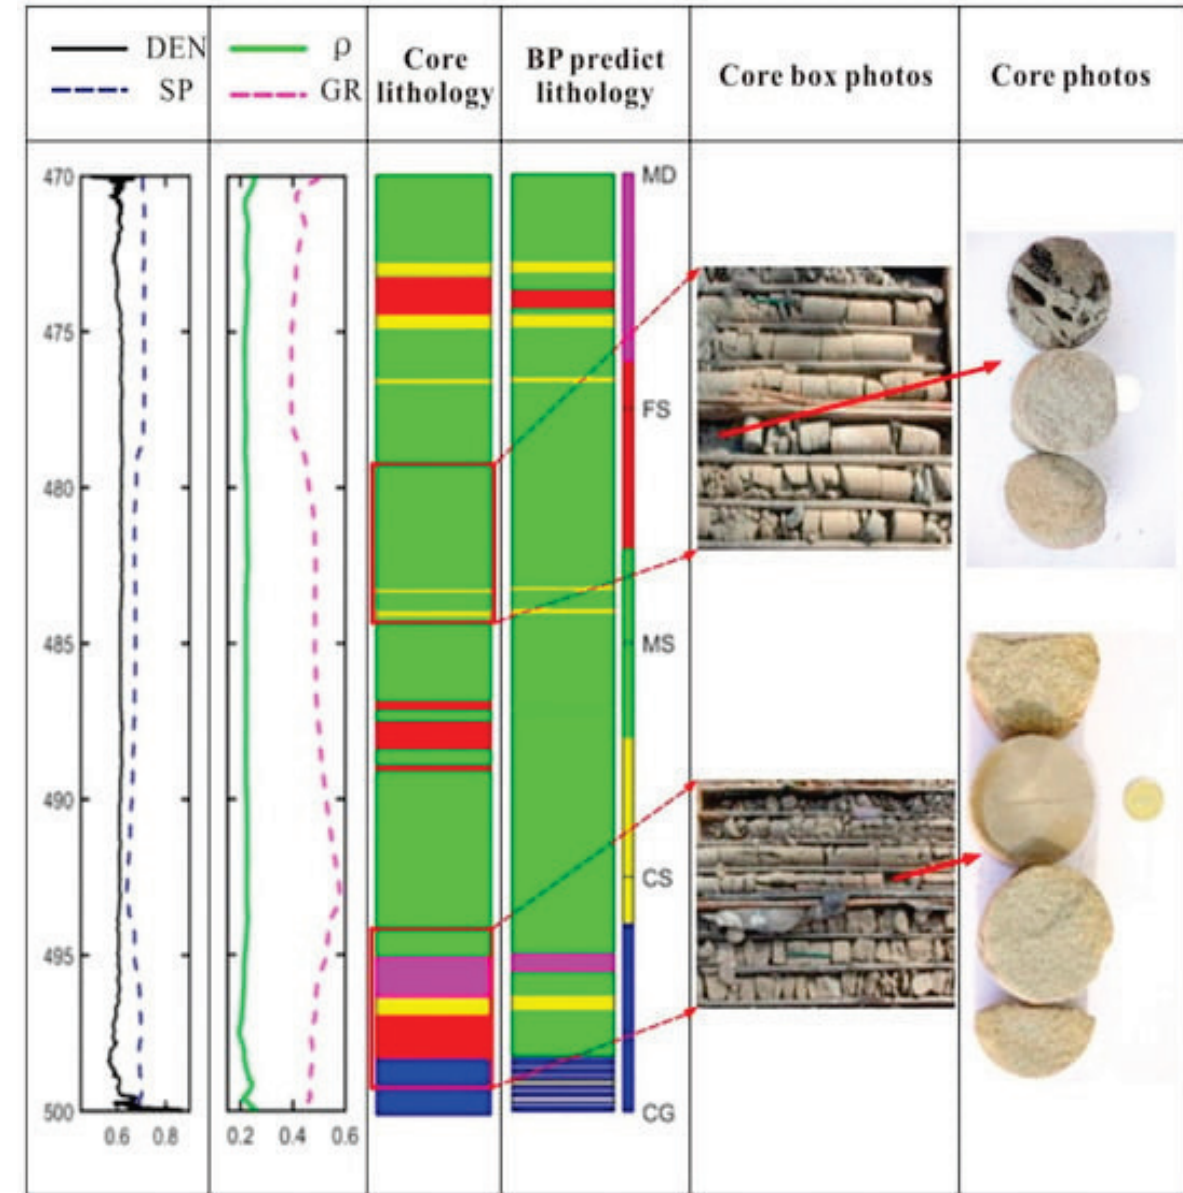 DEN
SP
ρ
GR
Core
lithology
BP predict
lithology
Core box photos
Core photos
470
475
480
485
490
495
500
0.6 0.8
0.2 0.4 0.6
MD
FS
MS
CS
CG